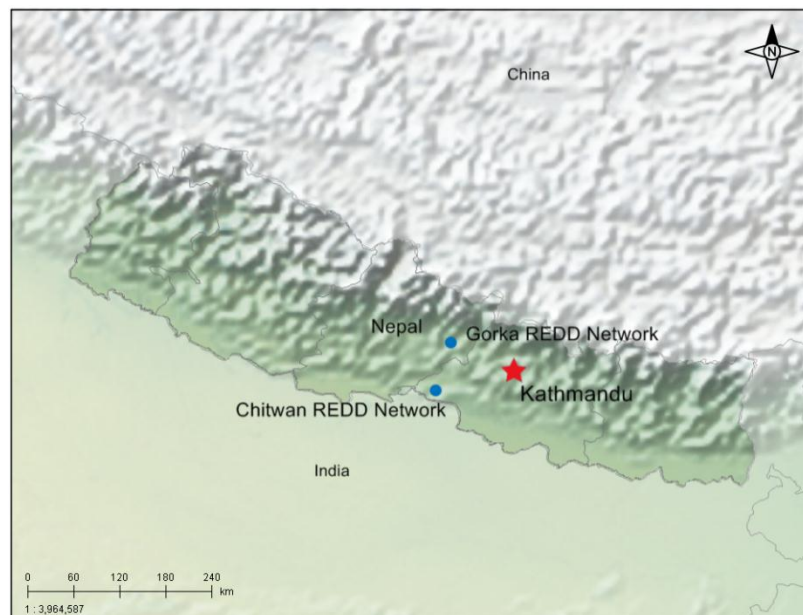 N
China
Nepal
Gorka REDD Network
Kathmandu
Chitwan REDD Network
India
0 60 120 180 240
km
1 : 3,964,587